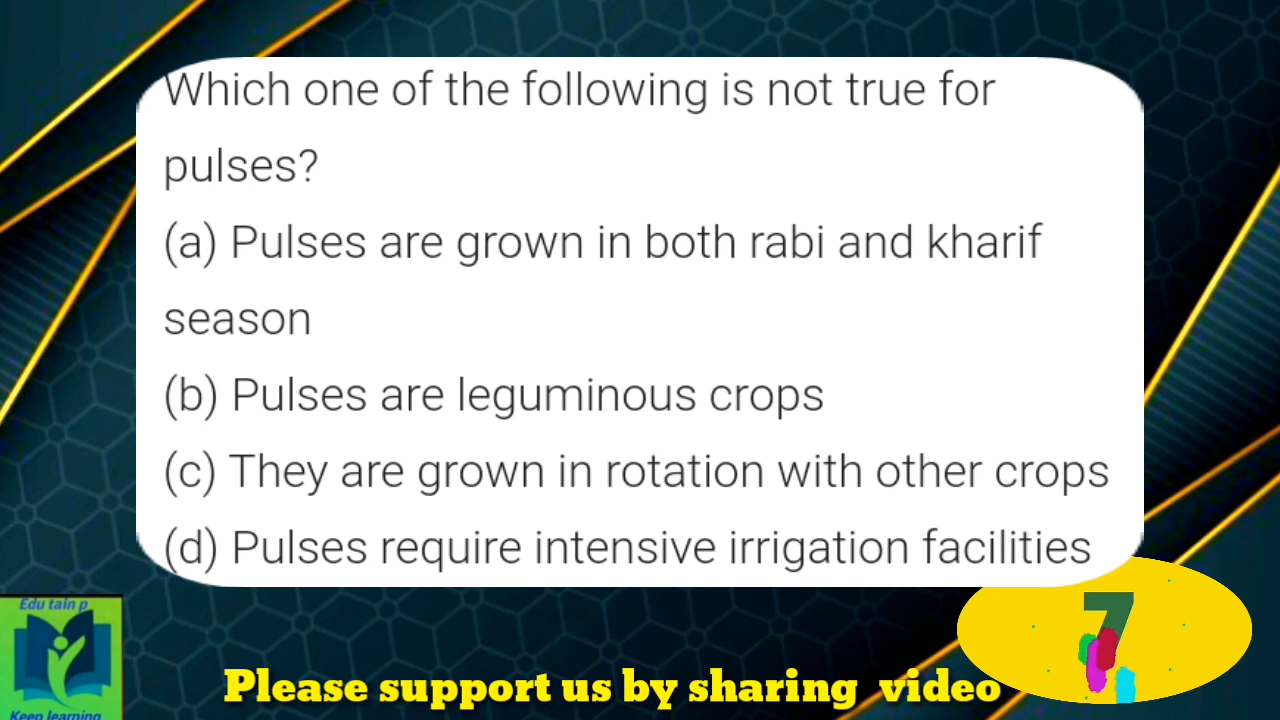 Which one of the following is not true for
pulses?
(a) Pulses are grown in both rabi and kharif
season
(b) Pulses are leguminous crops
(c) They are grown in rotation with other crops
(d) Pulses require intensive irrigation facilities
7
Edu tain p
Keep learning
Please support us by sharing video